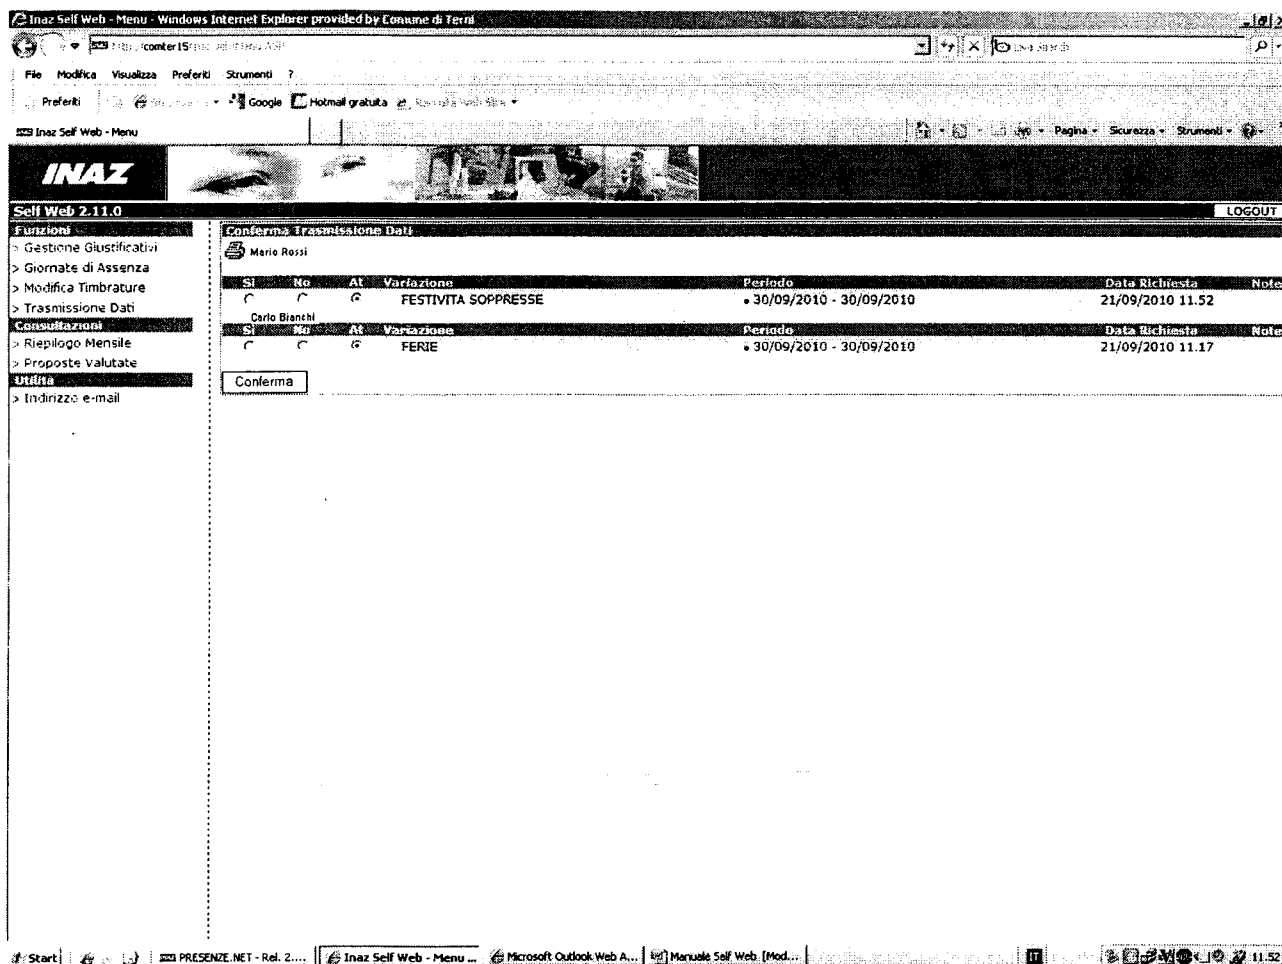 Inaz Self Web - Menu - Windows Internet Explorer provided by Comune di Terni
File Modifica Visualizza Preferiti Strumenti ?
Preferiti Google Hotmail gratuita
Inaz Self Web - Menu Pagina Sicurezza Strumenti
INAZ
Self Web 2.11.0 LOGOUT
Funzioni
> Gestione Giustificativi
> Giornate di Assenza
> Modifica Timbrature
> Trasmissione Dati
Consultazioni
> Riepilogo Mensile
> Proposte Valutate
Utilita
> Indirizzo e-mail
Conferma Trasmissione Dati
Mario Rossi
Si No At Variazione Periodo Data Richiesta Note
FESTIVITA SOPPRESSE • 30/09/2010 - 30/09/2010 21/09/2010 11.52
Carlo Bianchi
Si No At Variazione Periodo Data Richiesta Note
FERIE • 30/09/2010 - 30/09/2010 21/09/2010 11.17
Conferma
Start PRESENZE.NET - Rel. 2.... Inaz Self Web - Menu ... Microsoft Outlook Web A... Manuale Self Web [Mod... IT 11.52